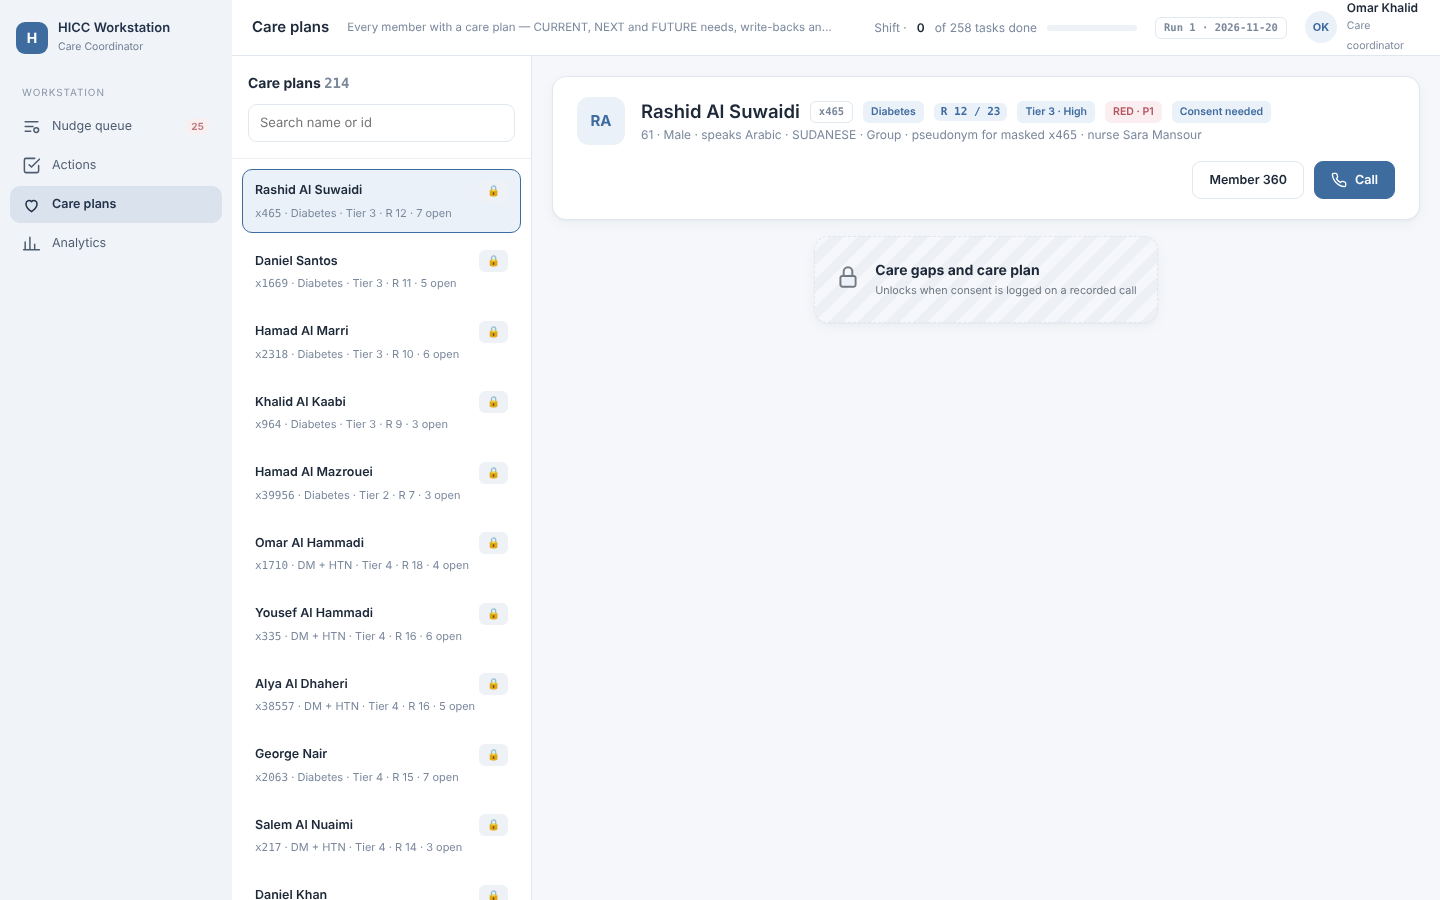 H
HICC Workstation
Care Coordinator
WORKSTATION
Nudge queue 25
Actions
Care plans
Analytics
Care plans
Every member with a care plan — CURRENT, NEXT and FUTURE needs, write-backs an...
Shift · 0 of 258 tasks done
Run 1 · 2026-11-20
OK
Omar Khalid
Care
coordinator
Care plans 214
Search name or id
Rashid Al Suwaidi
x465 · Diabetes · Tier 3 · R 12 · 7 open
Daniel Santos
x1669 · Diabetes · Tier 3 · R 11 · 5 open
Hamad Al Marri
x2318 · Diabetes · Tier 3 · R 10 · 6 open
Khalid Al Kaabi
x964 · Diabetes · Tier 3 · R 9 · 3 open
Hamad Al Mazrouei
x39956 · Diabetes · Tier 2 · R 7 · 3 open
Omar Al Hammadi
x1710 · DM + HTN · Tier 4 · R 18 · 4 open
Yousef Al Hammadi
x335 · DM + HTN · Tier 4 · R 16 · 6 open
Alya Al Dhaheri
x38557 · DM + HTN · Tier 4 · R 16 · 5 open
George Nair
x2063 · Diabetes · Tier 4 · R 15 · 7 open
Salem Al Nuaimi
x217 · DM + HTN · Tier 4 · R 14 · 3 open
Daniel Khan
RA
Rashid Al Suwaidi x465 Diabetes R 12 / 23 Tier 3 · High RED · P1 Consent needed
61 · Male · speaks Arabic · SUDANESE · Group · pseudonym for masked x465 · nurse Sara Mansour
Member 360
Call
Care gaps and care plan
Unlocks when consent is logged on a recorded call